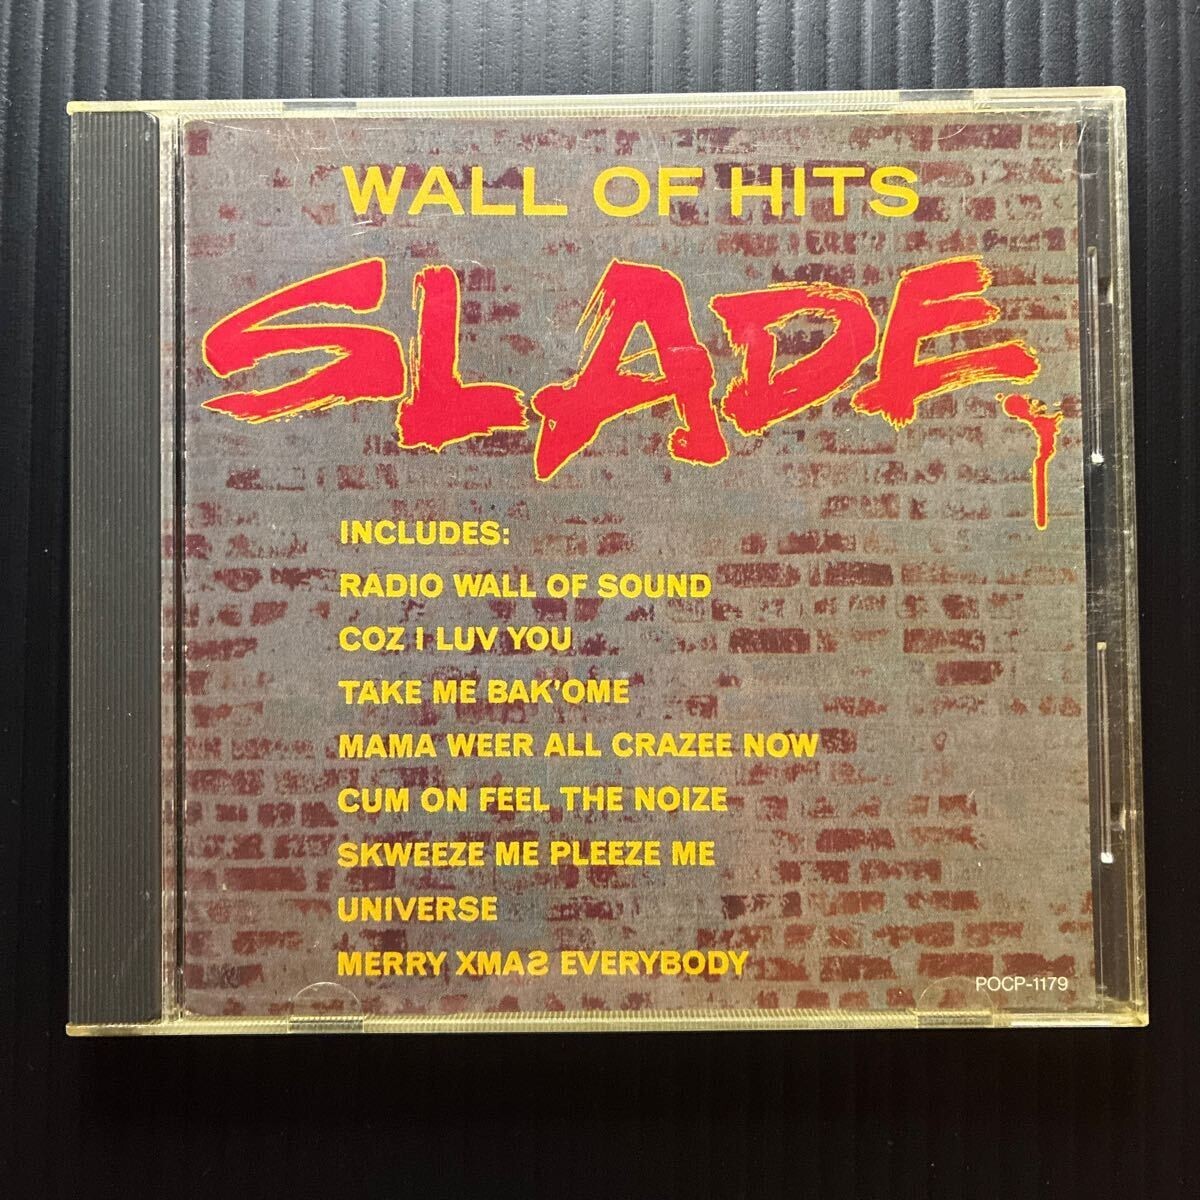 WALL OF HITS
SLADE
INCLUDES:
RADIO WALL OF SOUND
COZ I LUV YOU
TAKE ME BAK'OME
MAMA WEER ALL CRAZEE NOW
CUM ON FEEL THE NOIZE
SKWEEZE ME PLEEZE ME
UNIVERSE
MERRY XMAS EVERYBODY
POCP-1179